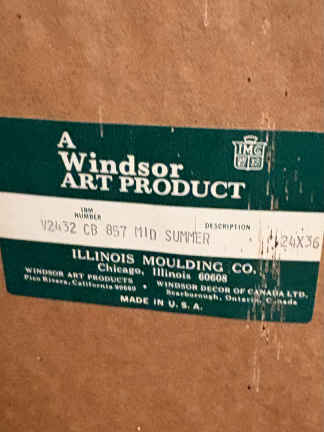 A
Windsor
ART PRODUCT
IMC
IBM
NUMBER
DESCRIPTION
V2432 CB 857 MID SUMMER
24X36
ILLINOIS MOULDING CO.
Chicago, Illinois 60608
WINDSOR ART PRODUCTS • WINDSOR DECOR OF CANADA LTD.
Pico Rivera, California 90660 Scarborough, Ontario, Canada
MADE IN U.S.A.